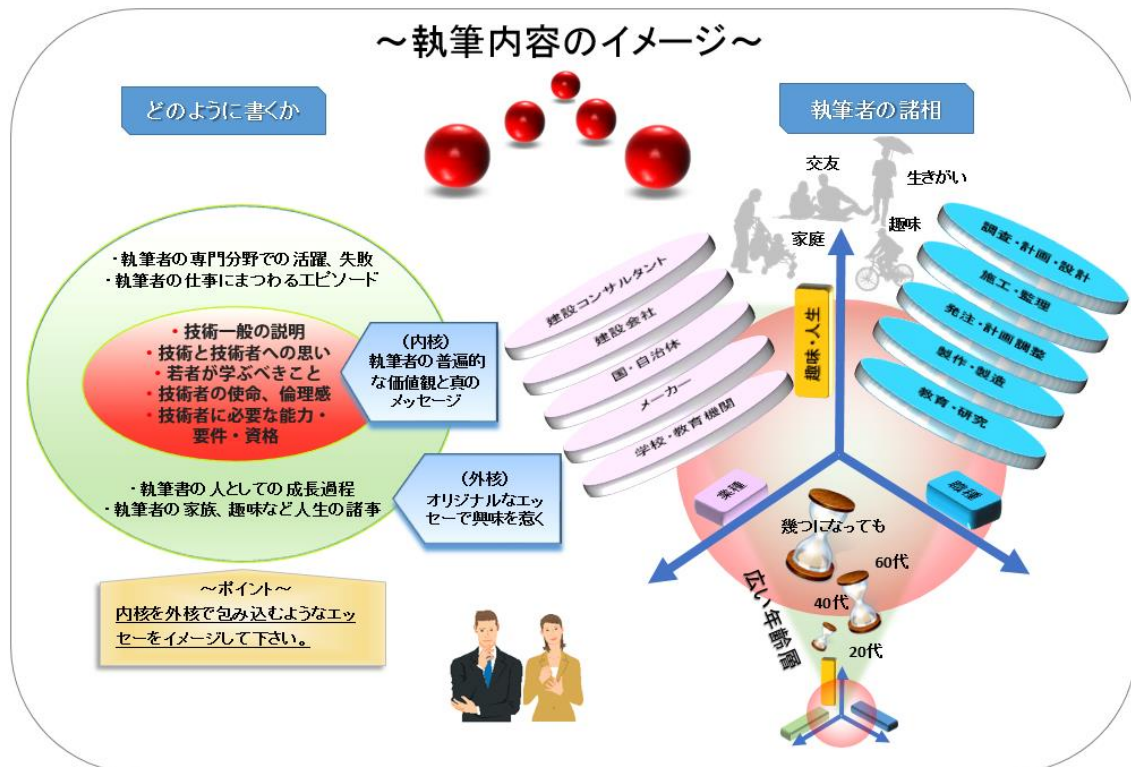 ～執筆内容のイメージ～
どのように書くか
・執筆者の専門分野での活躍、失敗
・執筆者の仕事にまつわるエピソード
・技術一般の説明
・技術と技術者への思い
・若者が学ぶべきこと
・技術者の使命、倫理感
・技術者に必要な能力・
要件・資格
・執筆書の人としての成長過程
・執筆者の家族、趣味など人生の諸事
（内核）
執筆者の普遍的
な価値観と真の
メッセージ
（外核）
オリジナルなエッ
セーで興味を惹く
～ポイント～
内核を外核で包み込むようなエッ
セーをイメージして下さい。
執筆者の諸相
交友
生きがい
家庭
趣味
建設コンサルタント
建設会社
国・自治体
メーカー
学校・教育機関
調査・計画・設計
施工・監理
発注・計画調整
製作・製造
教育・研究
趣味・人生
業種
職種
幾つになっても
60代
40代
20代
広い年齢層